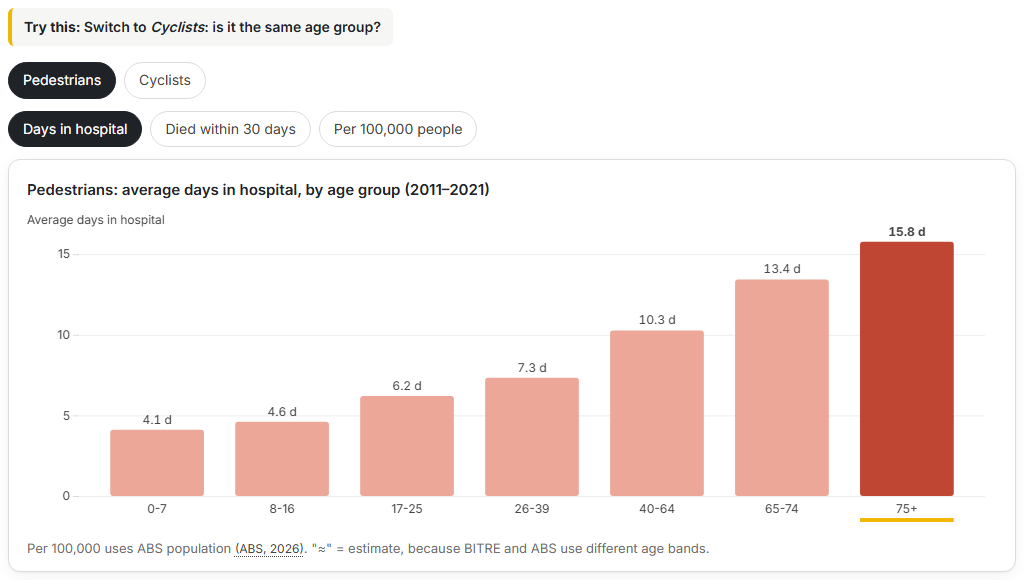 Try this: Switch to Cyclists: is it the same age group?
Pedestrians
Cyclists
Days in hospital
Died within 30 days
Per 100,000 people
Pedestrians: average days in hospital, by age group (2011–2021)
Average days in hospital
15
10
5
0
4.1 d
4.6 d
6.2 d
7.3 d
10.3 d
13.4 d
15.8 d
0-7
8-16
17-25
26-39
40-64
65-74
75+
Per 100,000 uses ABS population (ABS, 2026). "≈" = estimate, because BITRE and ABS use different age bands.